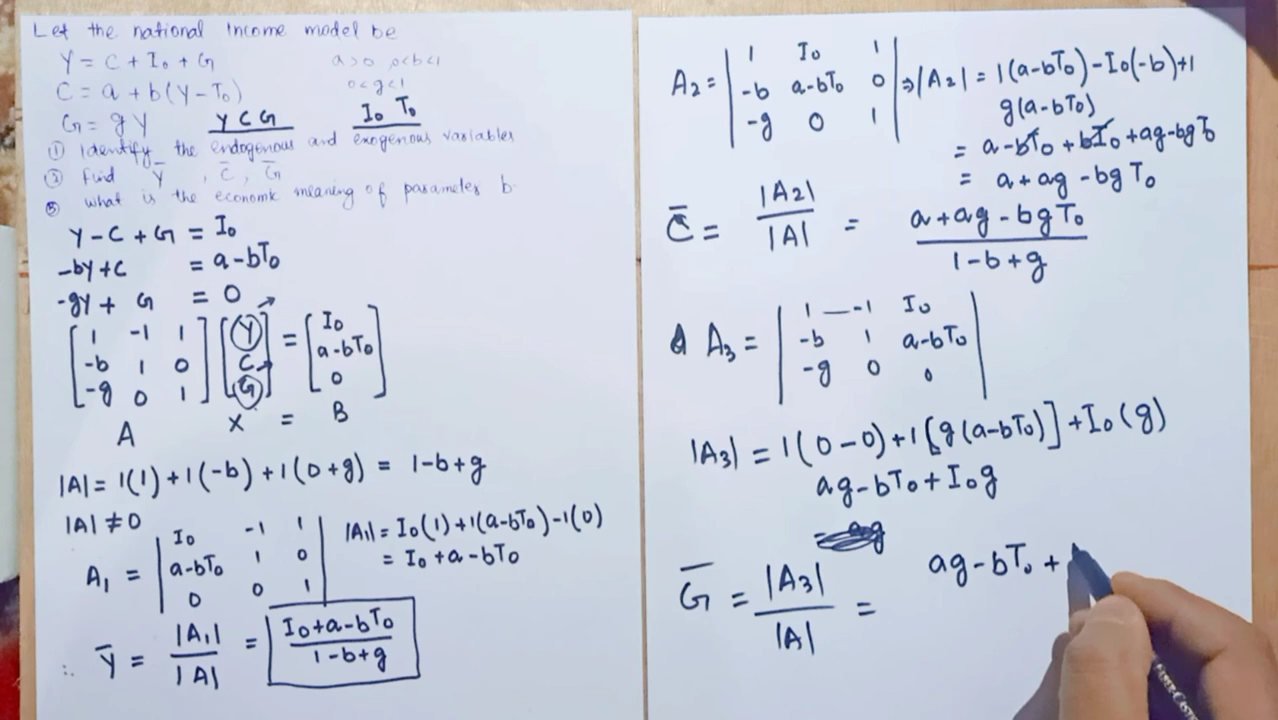 Let the national Income model be
Y = C + I₀ + G a>0 , 0<b<1
C = a + b(Y-T₀) 0<g<1
G = gY Y C G I₀ T₀
① Identify the endogenous and exogenous variables
② Find Y̅ , C̅ , G̅
③ what is the economic meaning of parameter b
Y - C + G = I₀
-bY + C = a - bT₀
-gY + G = 0
[1 -1 1] [Y] = [I₀]
[-b 1 0] [C] [a-bT₀]
[-g 0 1] [G] [0]
A X = B
|A| = 1(1) + 1(-b) + 1(0+g) = 1-b+g
|A| ≠ 0
A₁ = | I₀ -1 1 |
| a-bT₀ 1 0 |
| 0 0 1 |
|A₁| = I₀(1) + 1(a-bT₀) - 1(0)
= I₀ + a - bT₀
∴ Y̅ = |A₁| / |A| = I₀+a-bT₀ / 1-b+g
A₂ = | 1 I₀ 1 |
| -b a-bT₀ 0 |
| -g 0 1 |
⇒ |A₂| = 1(a-bT₀) - I₀(-b) + 1
g(a-bT₀)
= a - bT₀ + bI₀ + ag - bgT₀
= a + ag - bgT₀
C̅ = |A2| / |A| = a + ag - bgT₀ / 1-b+g
A₃ = | 1 -1 I₀ |
| -b 1 a-bT₀ |
| -g 0 0 |
|A₃| = 1(0-0) + 1[g(a-bT₀)] + I₀(g)
ag - bT₀ + I₀g
G̅ = |A₃| / |A| = ag - bT₀ +